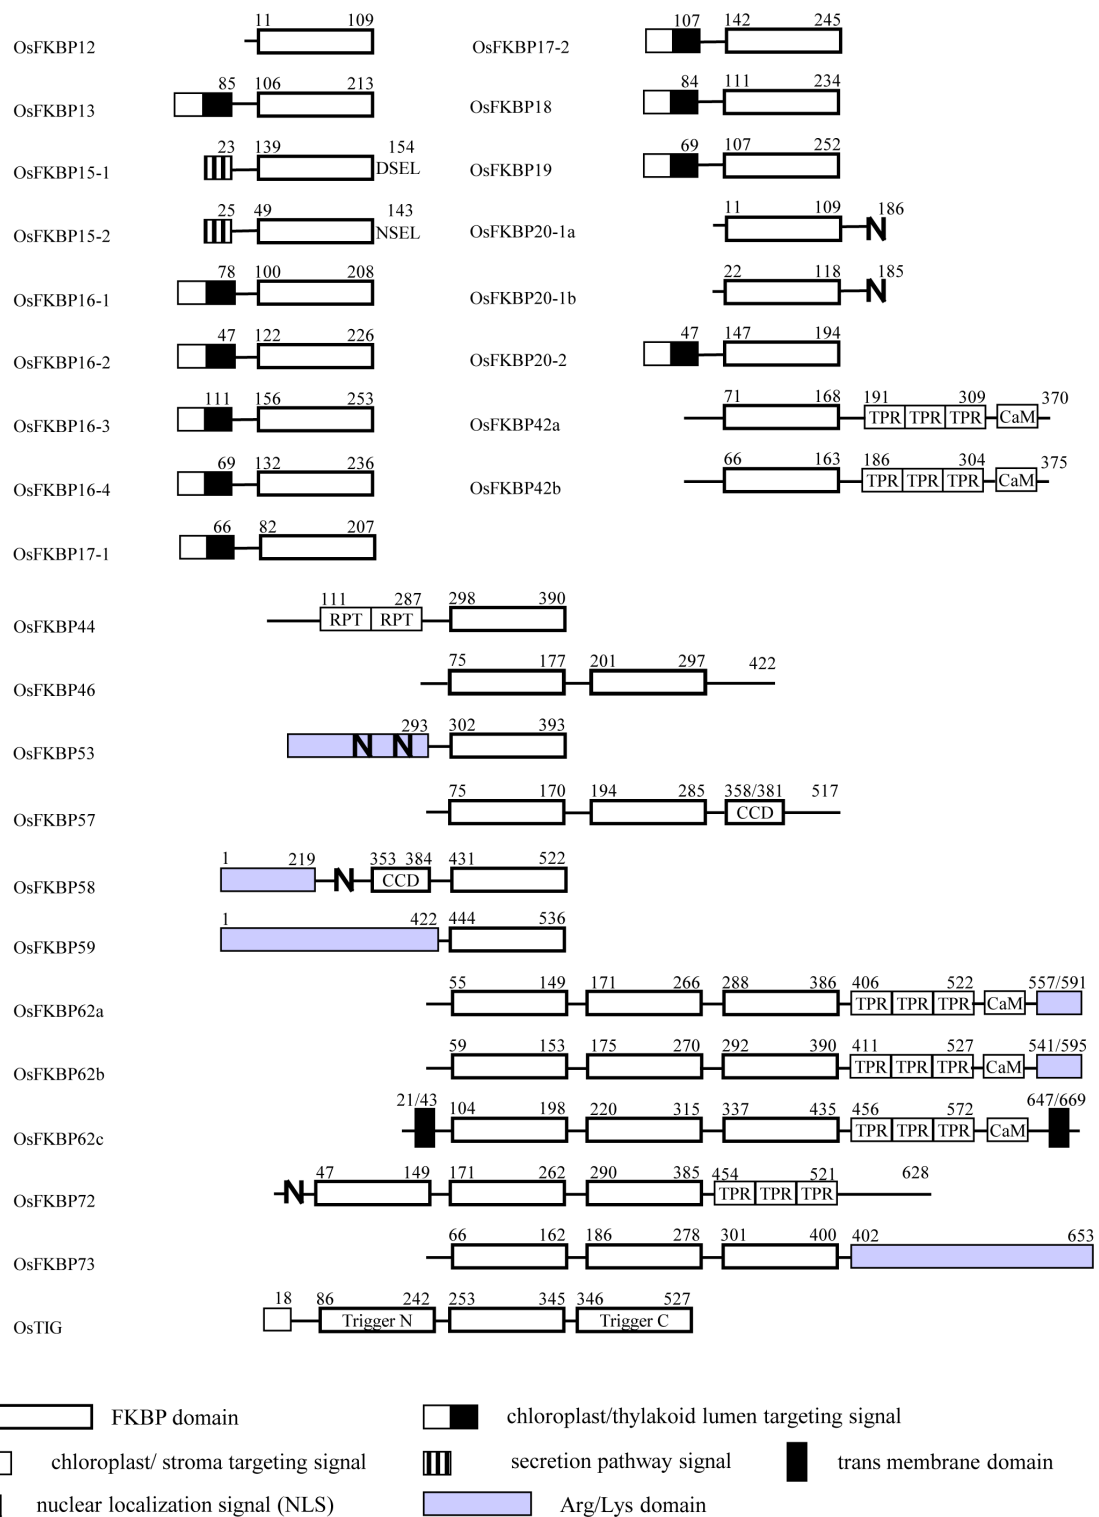 11 109
OsFKBP12
85 106 213
OsFKBP13
23 139 154
OsFKBP15-1 DSEL
25 49 143
OsFKBP15-2 NSEL
78 100 208
OsFKBP16-1
47 122 226
OsFKBP16-2
111 156 253
OsFKBP16-3
69 132 236
OsFKBP16-4
66 82 207
OsFKBP17-1
107 142 245
OsFKBP17-2
84 111 234
OsFKBP18
69 107 252
OsFKBP19
11 109 186
OsFKBP20-1a N
22 118 185
OsFKBP20-1b N
47 147 194
OsFKBP20-2
71 168 191 309 370
OsFKBP42a TPR TPR TPR CaM
66 163 186 304 375
OsFKBP42b TPR TPR TPR CaM
111 287 298 390
OsFKBP44 RPT RPT
75 177 201 297 422
OsFKBP46
293 302 393
OsFKBP53 N N
75 170 194 285 358/381 517
OsFKBP57 CCD
1 219 353 384 431 522
OsFKBP58 N CCD
1 422 444 536
OsFKBP59
55 149 171 266 288 386 406 522 557/591
OsFKBP62a TPR TPR TPR CaM
59 153 175 270 292 390 411 527 541/595
OsFKBP62b TPR TPR TPR CaM
21/43 104 198 220 315 337 435 456 572 647/669
OsFKBP62c TPR TPR TPR CaM
47 149 171 262 290 385 454 521 628
OsFKBP72 N TPR TPR TPR
66 162 186 278 301 400 402 653
OsFKBP73
18 86 242 253 345 346 527
OsTIG Trigger N Trigger C
FKBP domain
chloroplast/thylakoid lumen targeting signal
chloroplast/ stroma targeting signal
secretion pathway signal
trans membrane domain
nuclear localization signal (NLS)
Arg/Lys domain